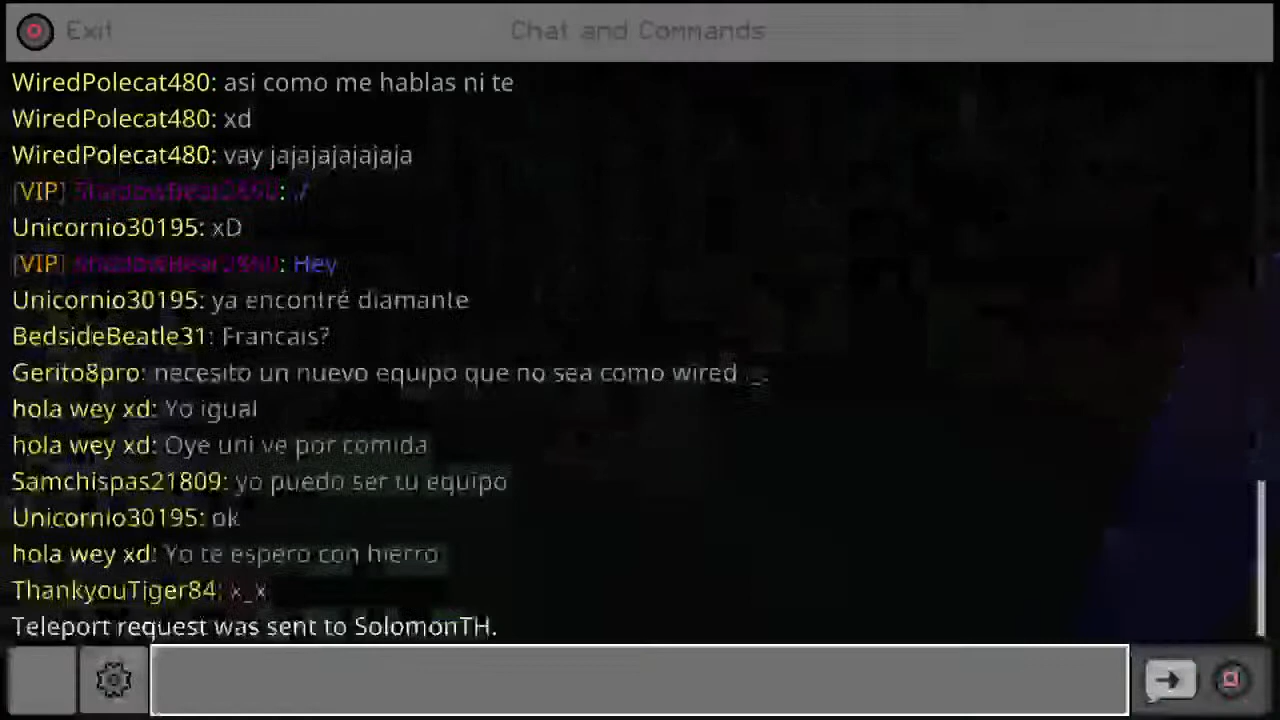 Exit
Chat and Commands
WiredPolecat480: asi como me hablas ni te
WiredPolecat480: xd
WiredPolecat480: vay jajajajajajaja
[VIP] : ./
Unicornio30195: xD
[VIP] : Hey
Unicornio30195: ya encontré diamante
BedsideBeatle31: Francais?
Gerito8pro: necesito un nuevo equipo que no sea como wired ._.
hola wey xd: Yo igual
hola wey xd: Oye uni ve por comida
Samchispas21809: yo puedo ser tu equipo
Unicornio30195: ok
hola wey xd: Yo te espero con hierro
ThankyouTiger84: x_x
Teleport request was sent to SolomonTH.